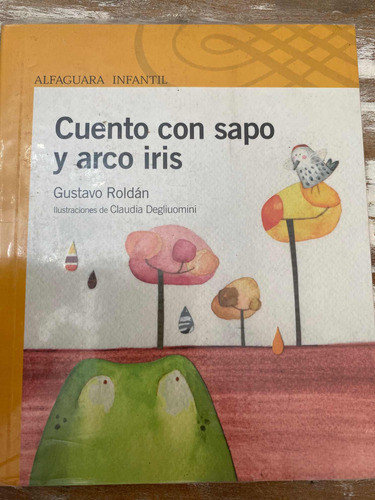 ALFAGUARA INFANTIL
Cuento con sapo
y arco iris
Gustavo Roldán
Ilustraciones de Claudia Degliuomini